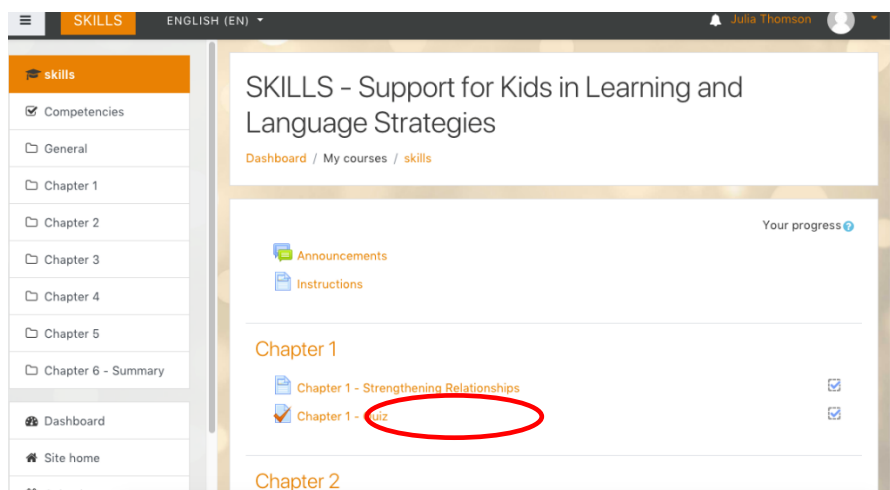 SKILLS ENGLISH (EN) Julia Thomson
skills
Competencies
General
Chapter 1
Chapter 2
Chapter 3
Chapter 4
Chapter 5
Chapter 6 - Summary
Dashboard
Site home
SKILLS - Support for Kids in Learning and
Language Strategies
Dashboard / My courses / skills
Your progress
Announcements
Instructions
Chapter 1
Chapter 1 - Strengthening Relationships
Chapter 1 - Quiz
Chapter 2